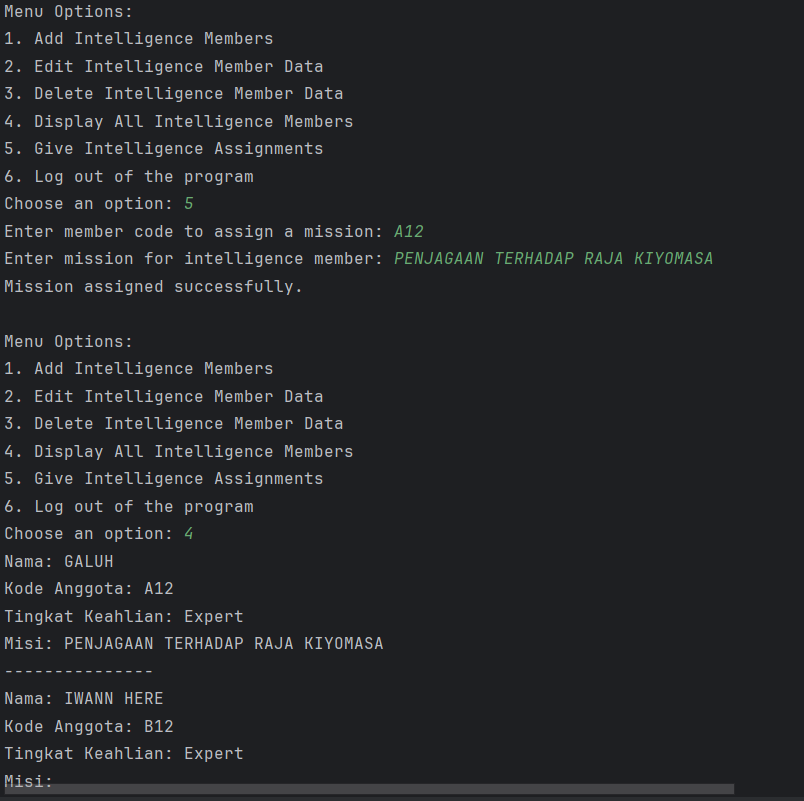 Menu Options:
1. Add Intelligence Members
2. Edit Intelligence Member Data
3. Delete Intelligence Member Data
4. Display All Intelligence Members
5. Give Intelligence Assignments
6. Log out of the program
Choose an option: 5
Enter member code to assign a mission: A12
Enter mission for intelligence member: PENJAGAAN TERHADAP RAJA KIYOMASA
Mission assigned successfully.

Menu Options:
1. Add Intelligence Members
2. Edit Intelligence Member Data
3. Delete Intelligence Member Data
4. Display All Intelligence Members
5. Give Intelligence Assignments
6. Log out of the program
Choose an option: 4
Nama: GALUH
Kode Anggota: A12
Tingkat Keahlian: Expert
Misi: PENJAGAAN TERHADAP RAJA KIYOMASA
---------------
Nama: IWANN HERE
Kode Anggota: B12
Tingkat Keahlian: Expert
Misi: